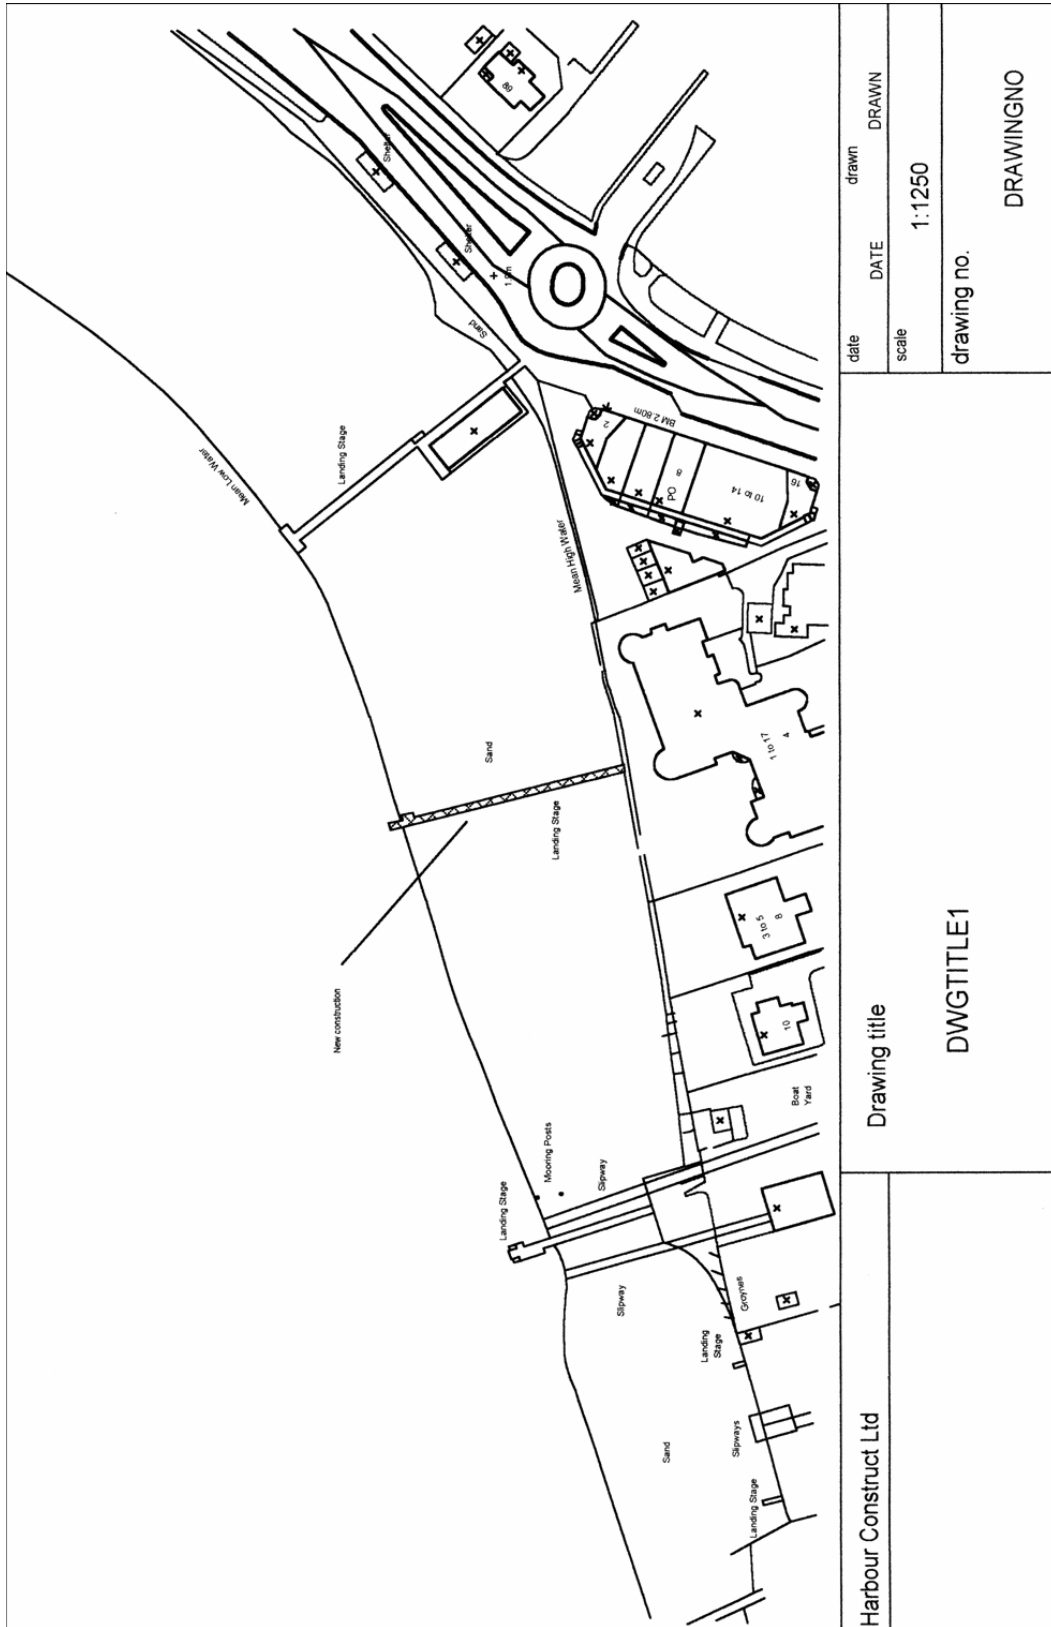 Mean Low Water
Landing Stage
Shelter
Shelter
Sand
68
Mean High Water
BM 2.80m
2
PO
8
10 to 14
16
Sand
Landing Stage
New construction
1 to 17
4
3 to 5
8
10
Boat
Yard
Mooring Posts
Slipway
Landing Stage
Slipway
Groynes
Landing
Stage
Sand
Slipways
Landing Stage
Harbour Construct Ltd
Drawing title
DWGTITLE1
date
DATE
drawn
DRAWN
scale
1:1250
drawing no.
DRAWINGNO